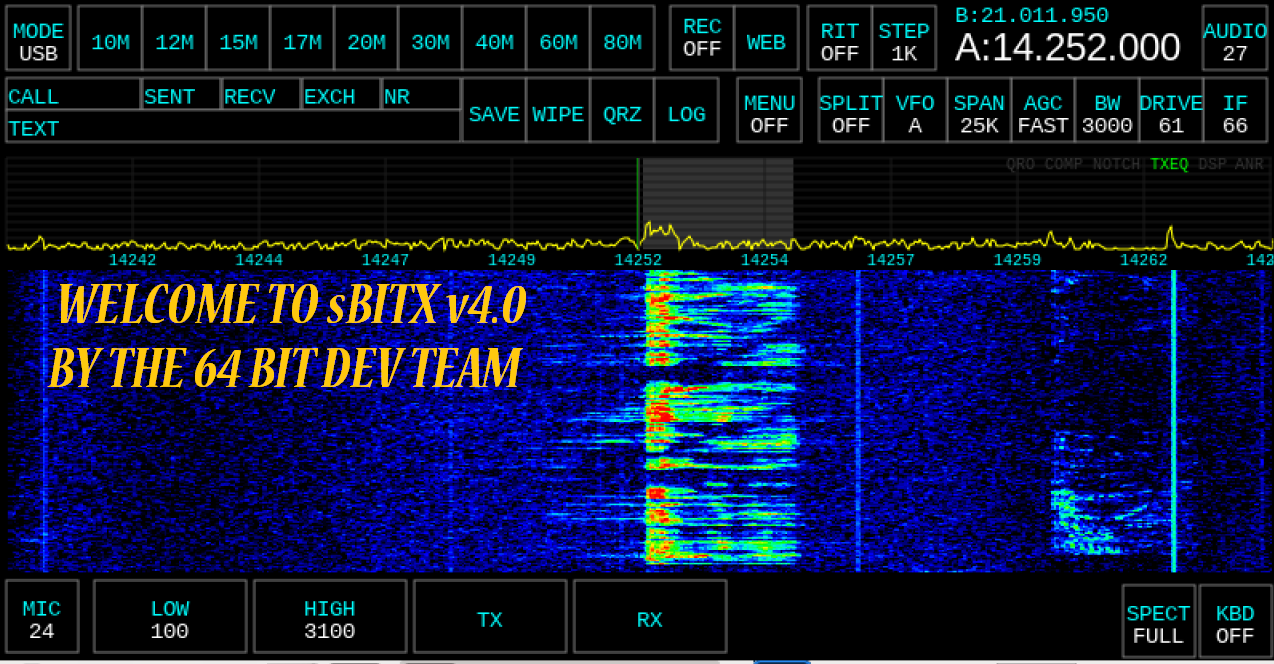 MODE
USB
10M 12M 15M 17M 20M 30M 40M 60M 80M
REC
OFF
WEB
RIT
OFF
STEP
1K
B:21.011.950
A:14.252.000
AUDIO
27
CALL SENT RECV EXCH NR
TEXT
SAVE WIPE QRZ LOG
MENU
OFF
SPLIT
OFF
VFO
A
SPAN
25K
AGC
FAST
BW
3000
DRIVE
61
IF
66
QRO COMP NOTCH TXEQ DSP ANR
14242 14244 14247 14249 14252 14254 14257 14259 14262 142
WELCOME TO sBITX v4.0
BY THE 64 BIT DEV TEAM
MIC
24
LOW
100
HIGH
3100
TX
RX
SPECT
FULL
KBD
OFF